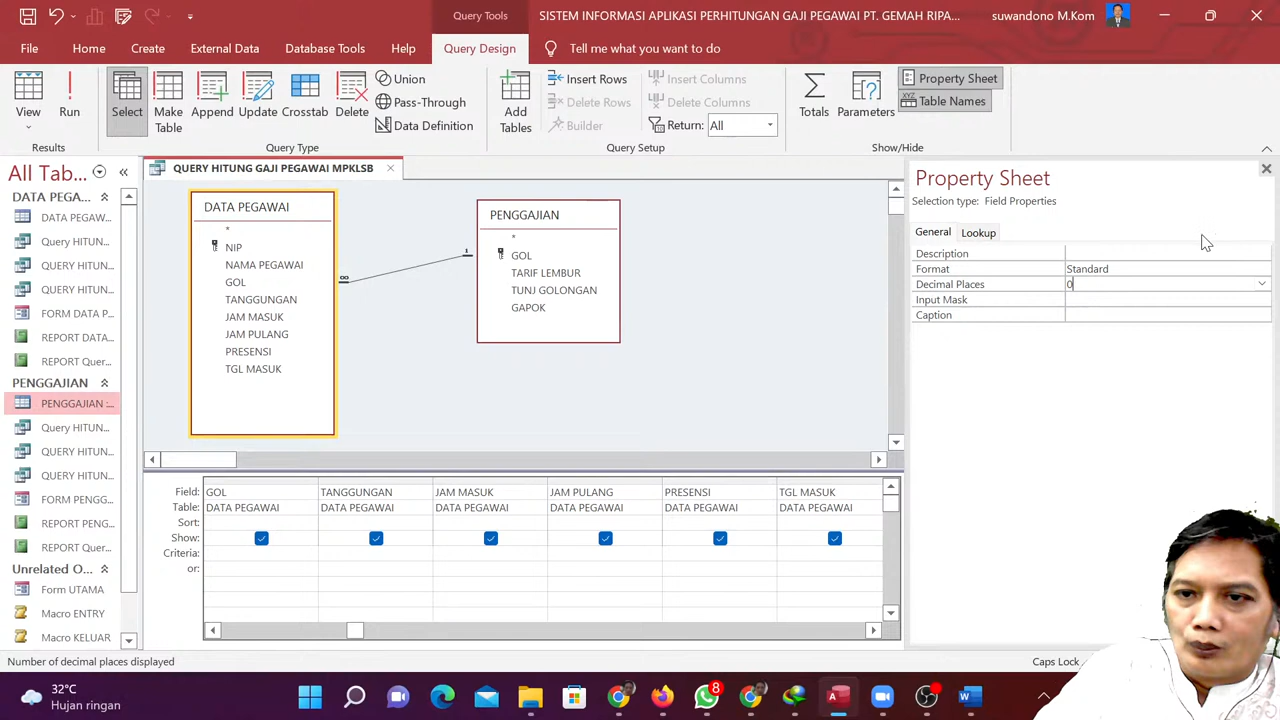 Query Tools
SISTEM INFORMASI APLIKASI PERHITUNGAN GAJI PEGAWAI PT. GEMAH RIPA...
suwandono M.Kom
File
Home
Create
External Data
Database Tools
Help
Query Design
Tell me what you want to do
View
Run
Select
Make Table
Append
Update
Crosstab
Delete
Union
Pass-Through
Data Definition
Add Tables
Insert Rows
Delete Rows
Builder
Insert Columns
Delete Columns
Return: All
Totals
Parameters
Property Sheet
XYZ Table Names
Results
Query Type
Query Setup
Show/Hide
All Tab... «
DATA PEGA...
DATA PEGAW...
Query HITUN...
QUERY HITUN...
QUERY HITUN...
FORM DATA P...
REPORT DATA...
REPORT Quer...
PENGGAJIAN
PENGGAJIAN :...
Query HITUN...
QUERY HITUN...
QUERY HITUN...
FORM PENGG...
REPORT PENG...
REPORT Quer...
Unrelated O...
Form UTAMA
Macro ENTRY
Macro KELUAR
QUERY HITUNG GAJI PEGAWAI MPKLSB
DATA PEGAWAI
*
NIP
NAMA PEGAWAI
GOL
TANGGUNGAN
JAM MASUK
JAM PULANG
PRESENSI
TGL MASUK
∞
1
PENGGAJIAN
*
GOL
TARIF LEMBUR
TUNJ GOLONGAN
GAPOK
Field: GOL TANGGUNGAN JAM MASUK JAM PULANG PRESENSI TGL MASUK
Table: DATA PEGAWAI DATA PEGAWAI DATA PEGAWAI DATA PEGAWAI DATA PEGAWAI DATA PEGAWAI
Sort:
Show:
Criteria:
or:
Property Sheet
Selection type: Field Properties
General Lookup
Description
Format Standard
Decimal Places 0
Input Mask
Caption
Number of decimal places displayed
Caps Lock
32°C
Hujan ringan
8